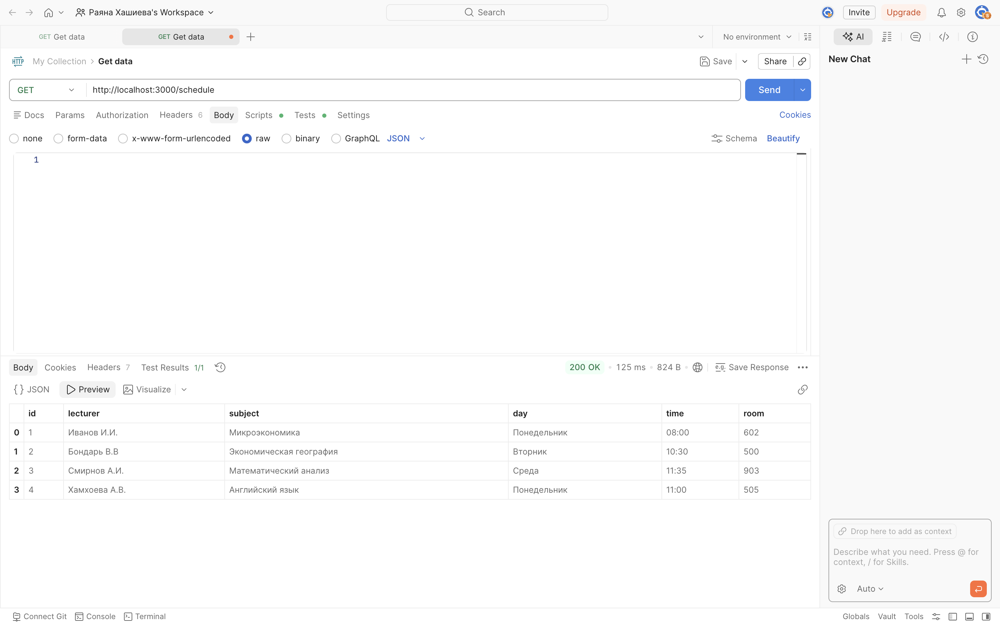 Раяна Хашиева's Workspace
Search
Invite
Upgrade
GET Get data
GET Get data
No environment
AI
HTTP My Collection > Get data
Save
Share
New Chat
GET http://localhost:3000/schedule
Send
Docs Params Authorization Headers 6 Body Scripts Tests Settings
Cookies
none form-data x-www-form-urlencoded raw binary GraphQL JSON
Schema Beautify
1
Body Cookies Headers 7 Test Results 1/1
200 OK • 125 ms • 824 B • e.g. Save Response
{} JSON Preview Visualize
id lecturer subject day time room
0 1 Иванов И.И. Микроэкономика Понедельник 08:00 602
1 2 Бондарь В.В Экономическая география Вторник 10:30 500
2 3 Смирнов А.И. Математический анализ Среда 11:35 903
3 4 Хамхоева А.В. Английский язык Понедельник 11:00 505
Drop here to add as context
Describe what you need. Press @ for
context, / for Skills.
Auto
Connect Git Console Terminal
Globals Vault Tools